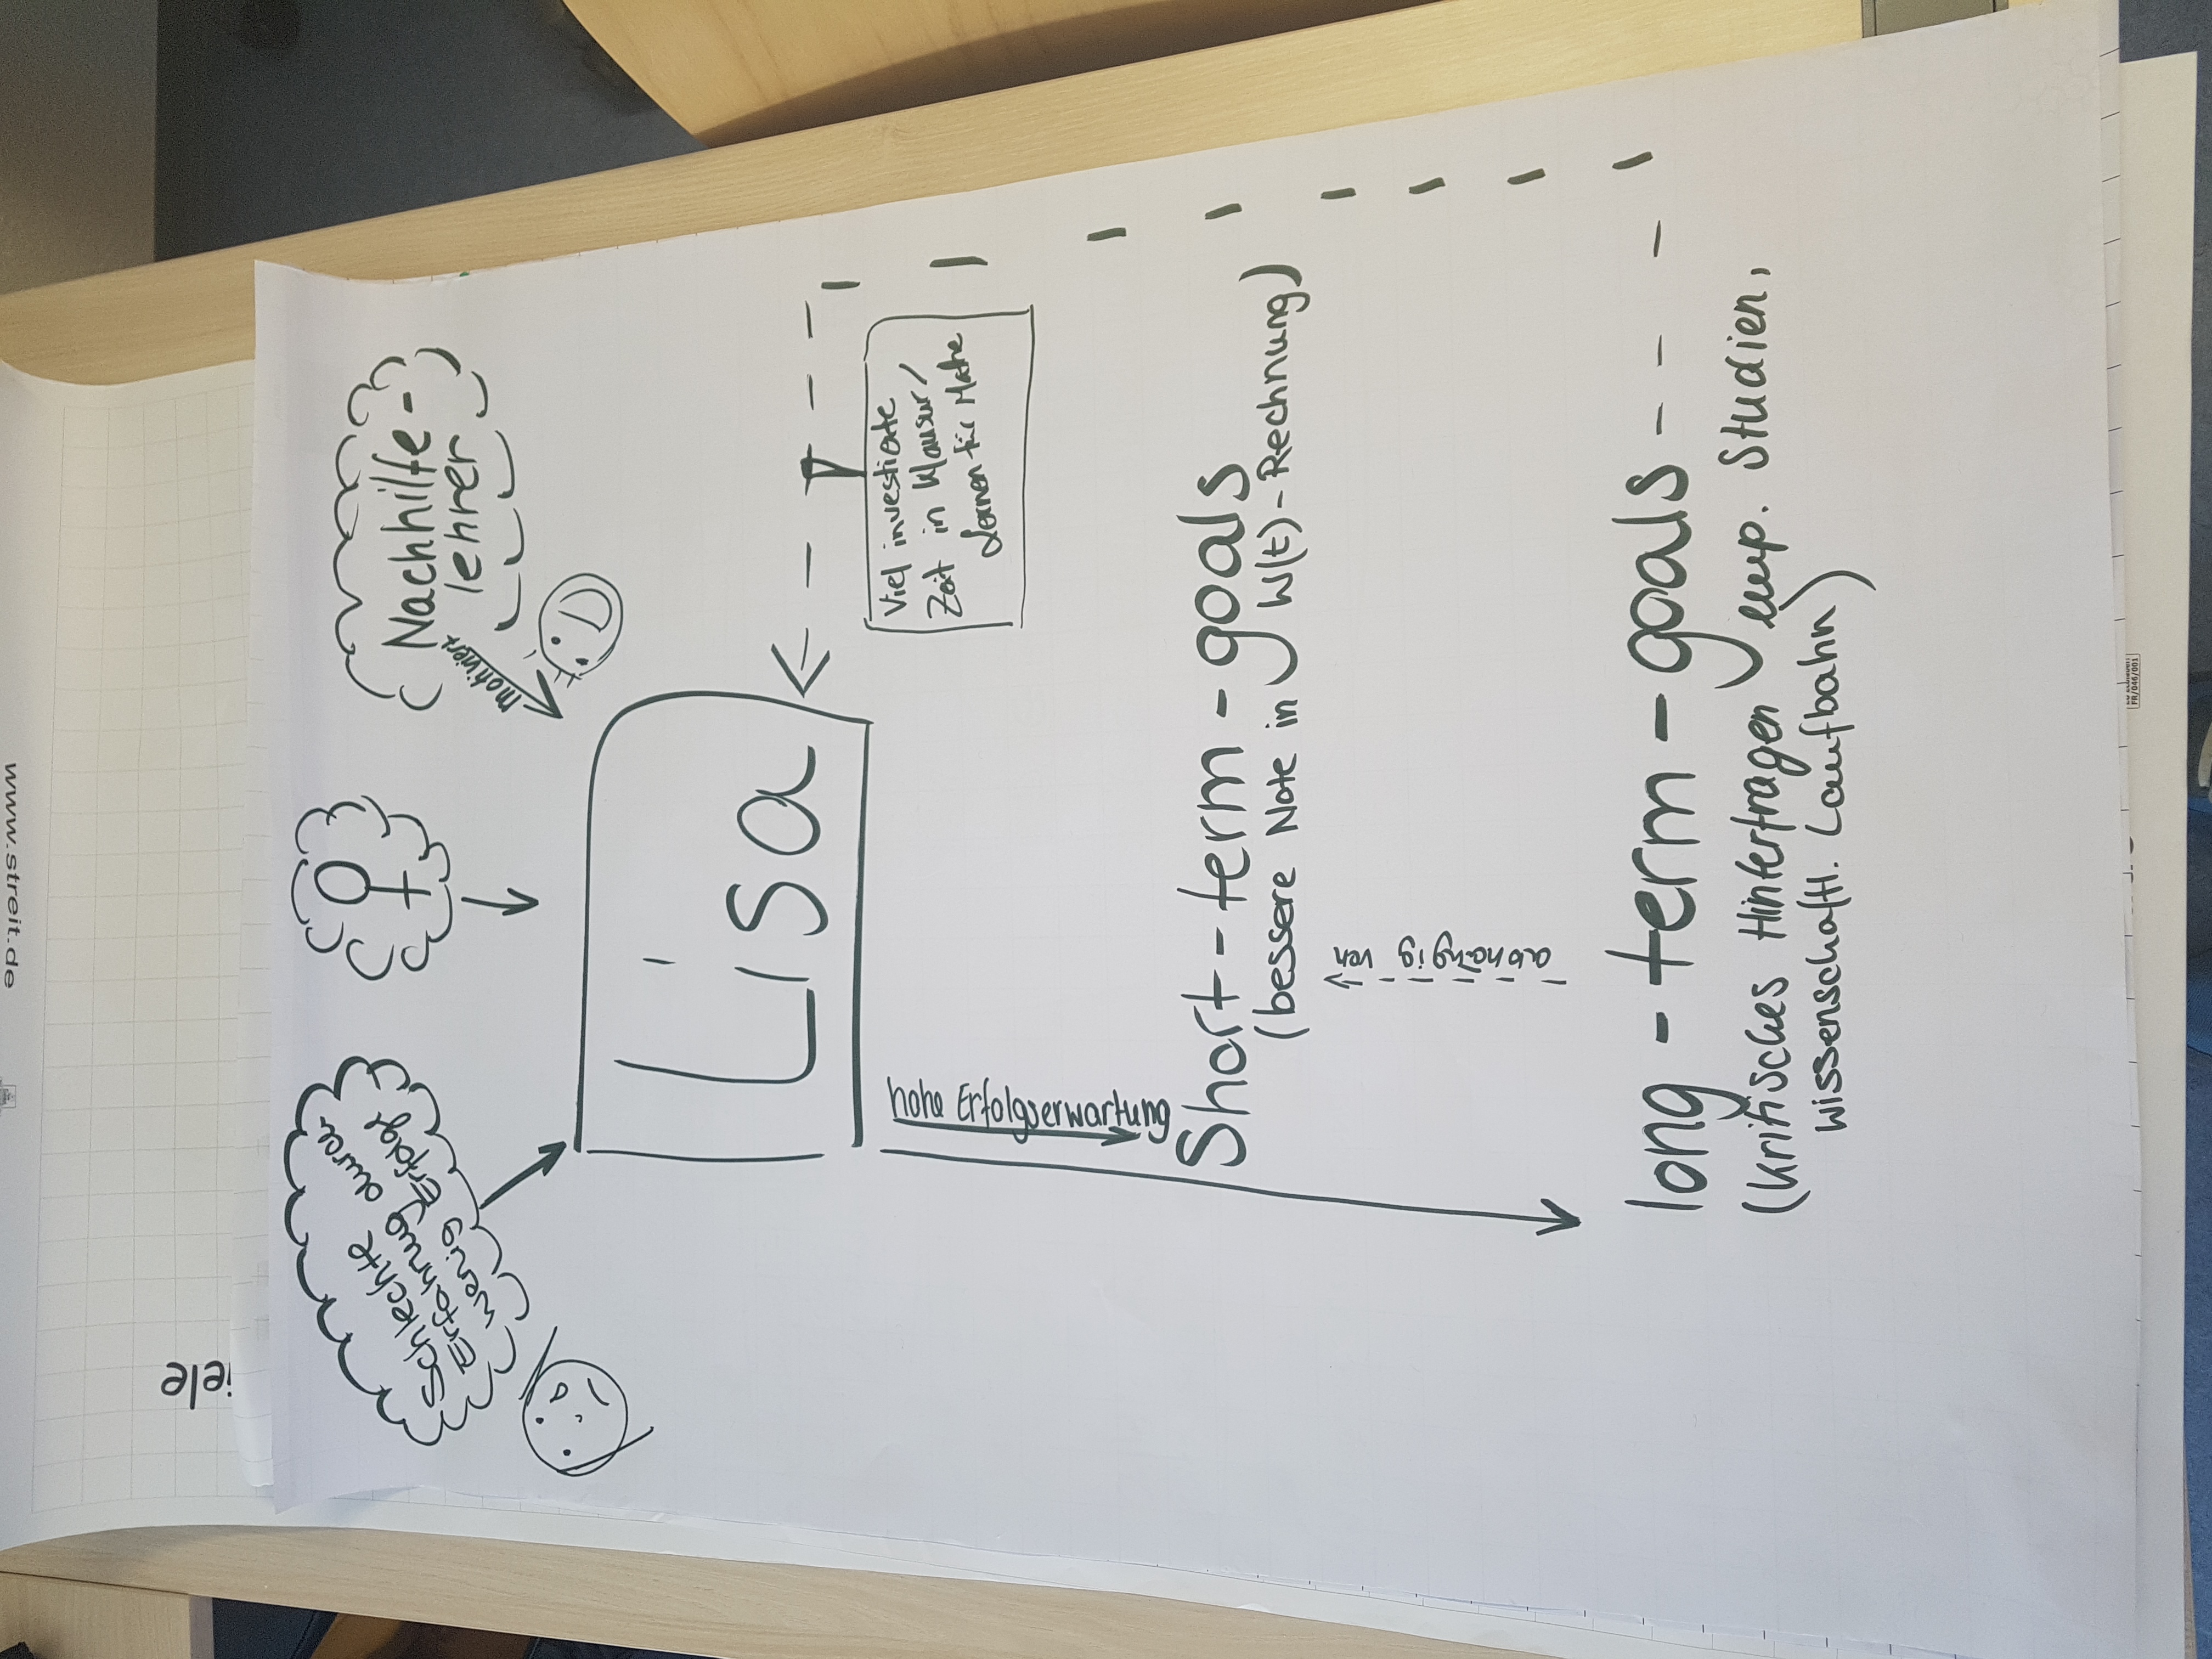 www.streit.de
iele
Schlechte
Erfahrung durch
wenig Erfolge
Nachhilfe-
lehrer
motiviert
Lisa
Viel investierte
Zeit in Klausur/
Lernen für Mathe
hohe Erfolgserwartung
Short-term-goals
(bessere Note in W(t)-Rechnung)
abhängig von
long-term-goals
(kritisches Hinterfragen emp. Studien,
wissenschaftl. Laufbahn)
FR/046/001